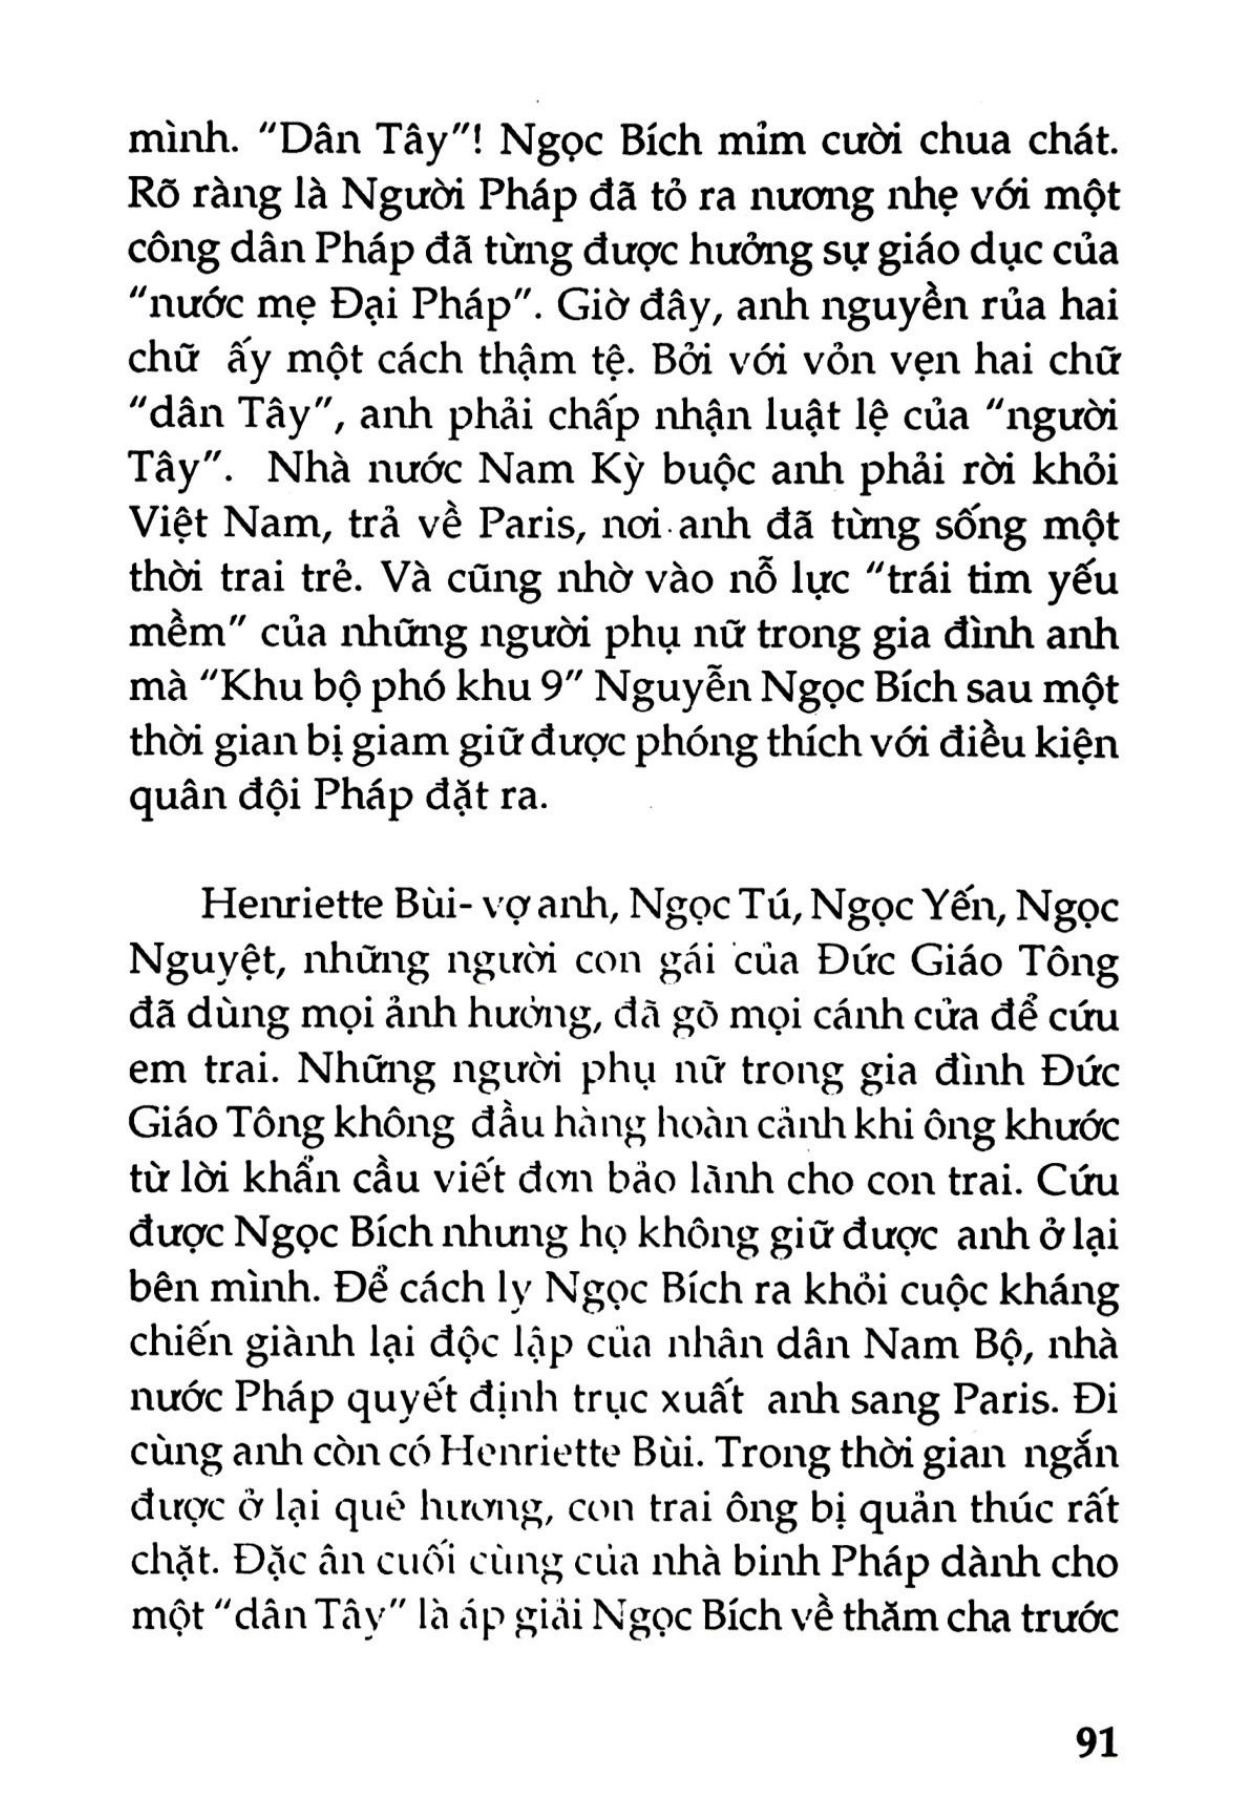 mình. "Dân Tây"! Ngọc Bích mỉm cười chua chát.
Rõ ràng là Người Pháp đã tỏ ra nương nhẹ với một
công dân Pháp đã từng được hưởng sự giáo dục của
"nước mẹ Đại Pháp". Giờ đây, anh nguyền rủa hai
chữ ấy một cách thậm tệ. Bởi với vỏn vẹn hai chữ
"dân Tây", anh phải chấp nhận luật lệ của "người
Tây". Nhà nước Nam Kỳ buộc anh phải rời khỏi
Việt Nam, trả về Paris, nơi anh đã từng sống một
thời trai trẻ. Và cũng nhờ vào nỗ lực "trái tim yếu
mềm" của những người phụ nữ trong gia đình anh
mà "Khu bộ phó khu 9" Nguyễn Ngọc Bích sau một
thời gian bị giam giữ được phóng thích với điều kiện
quân đội Pháp đặt ra.
Henriette Bùi- vợ anh, Ngọc Tú, Ngọc Yến, Ngọc
Nguyệt, những người con gái của Đức Giáo Tông
đã dùng mọi ảnh hưởng, đã gõ mọi cánh cửa để cứu
em trai. Những người phụ nữ trong gia đình Đức
Giáo Tông không đầu hàng hoàn cảnh khi ông khước
từ lời khẩn cầu viết đơn bảo lãnh cho con trai. Cứu
được Ngọc Bích nhưng họ không giữ được anh ở lại
bên mình. Để cách ly Ngọc Bích ra khỏi cuộc kháng
chiến giành lại độc lập của nhân dân Nam Bộ, nhà
nước Pháp quyết định trục xuất anh sang Paris. Đi
cùng anh còn có Henriette Bùi. Trong thời gian ngắn
được ở lại quê hương, con trai ông bị quản thúc rất
chặt. Đặc ân cuối cùng của nhà binh Pháp dành cho
một "dân Tây" là áp giải Ngọc Bích về thăm cha trước
91